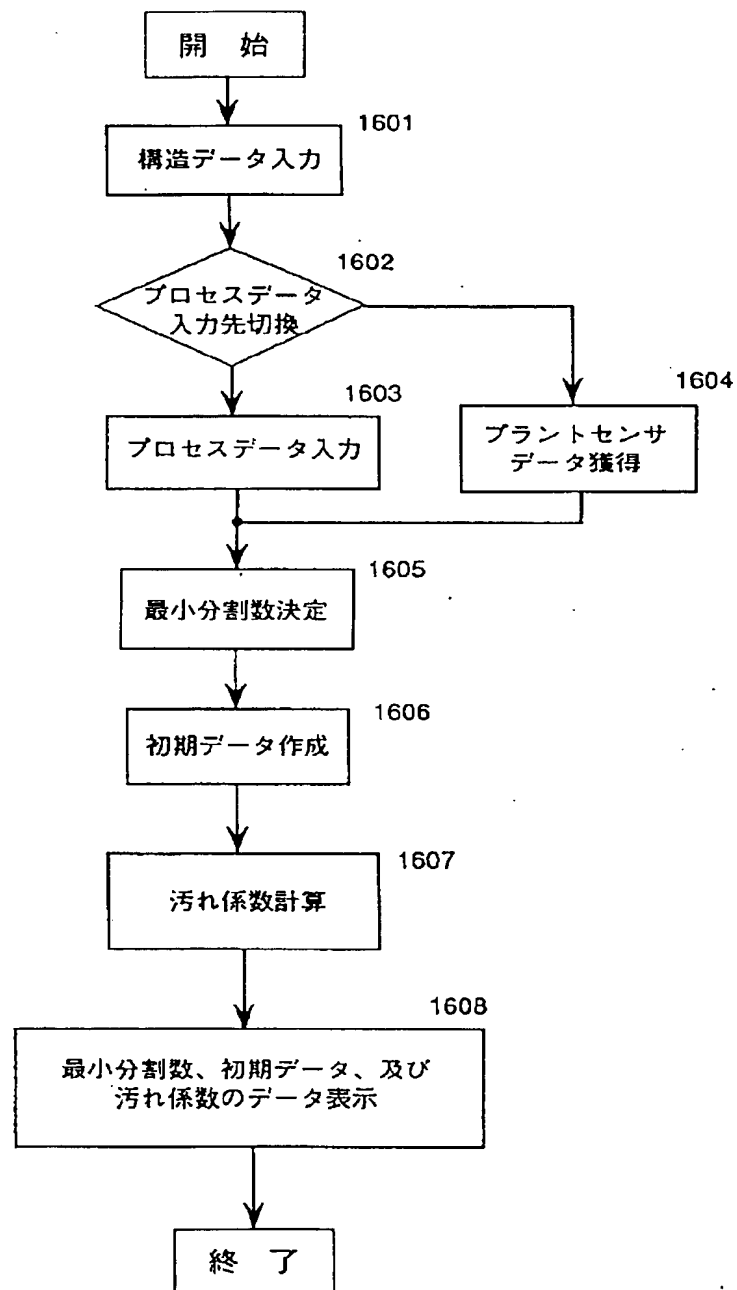 開 始
1601
構造データ入力
1602
プロセスデータ
入力先切換
1603
プロセスデータ入力
1604
プラントセンサ
データ獲得
1605
最小分割数決定
1606
初期データ作成
1607
汚れ係数計算
1608
最小分割数、初期データ、及び
汚れ係数のデータ表示
終 了